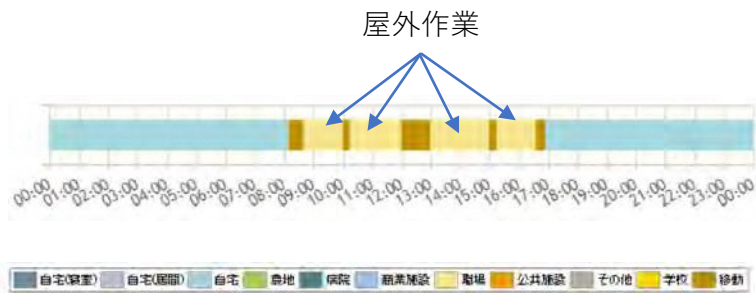 屋外作業
00:00 01:00 02:00 03:00 04:00 05:00 06:00 07:00 08:00 09:00 10:00 11:00 12:00 13:00 14:00 15:00 16:00 17:00 18:00 19:00 20:00 21:00 22:00 23:00 00:00
自宅(寝室) 自宅(居間) 自宅 農地 病院 商業施設 職場 公共施設 その他 学校 移動